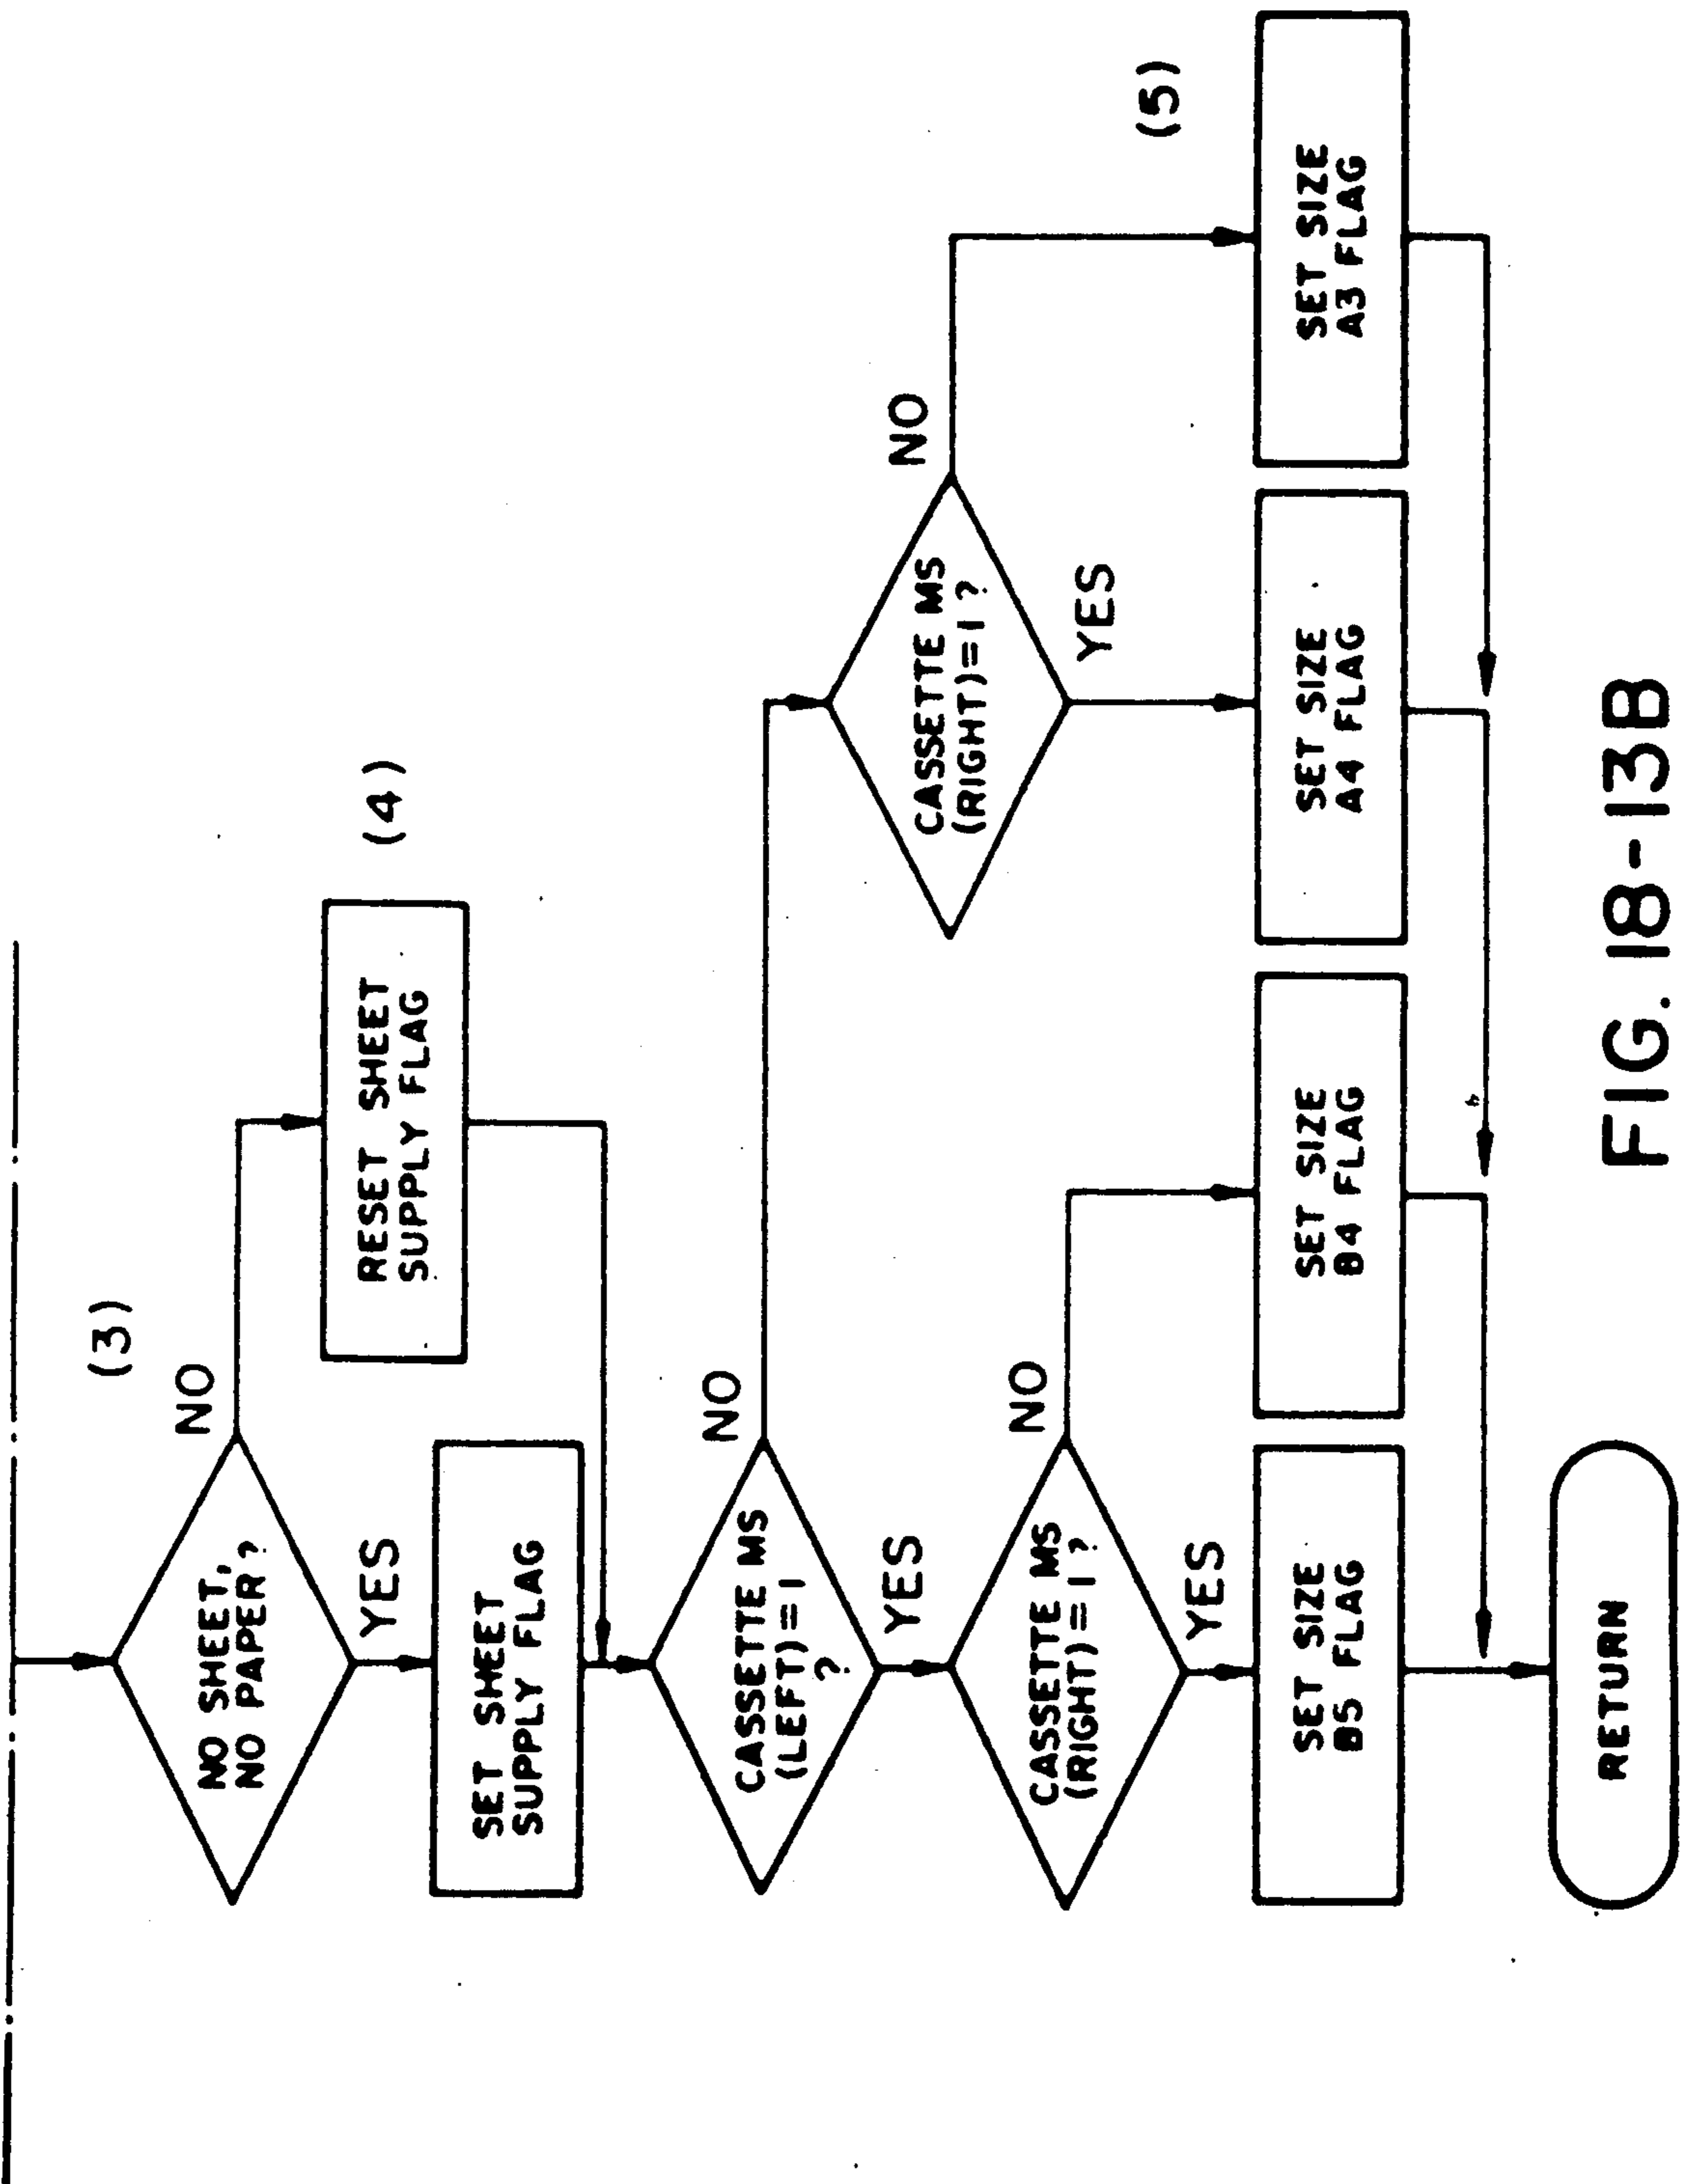 (3)
NO SHEET,
NO PAPER?
NO
YES
(4)
RESET SHEET
SUPPLY FLAG
SET SHEET
SUPPLY FLAG
CASSETTE MS
(LEFT)=1
?
NO
YES
CASSETTE MS
(RIGHT)=1?
NO
YES
CASSETTE MS
(RIGHT)=1?
NO
YES
(5)
SET SIZE
B5 FLAG
SET SIZE
B4 FLAG
SET SIZE
A4 FLAG
SET SIZE
A3 FLAG
RETURN
FIG. 18-13B